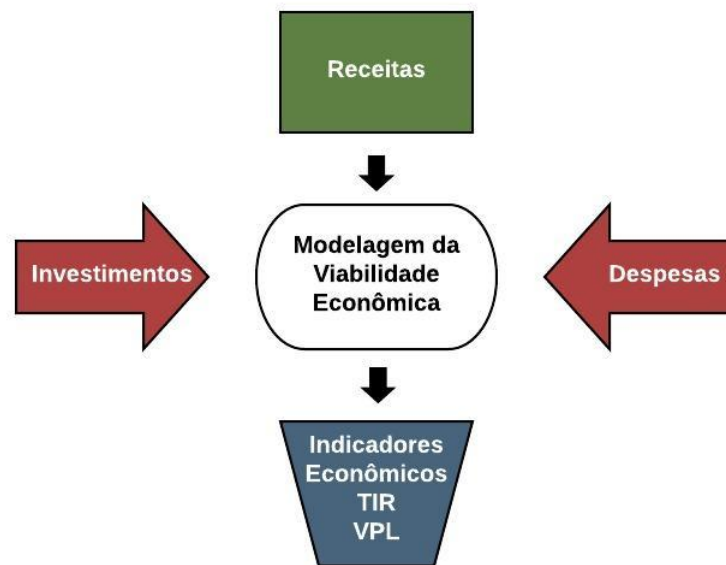 Receitas
Investimentos
Modelagem da
Viabilidade
Econômica
Despesas
Indicadores
Econômicos
TIR
VPL